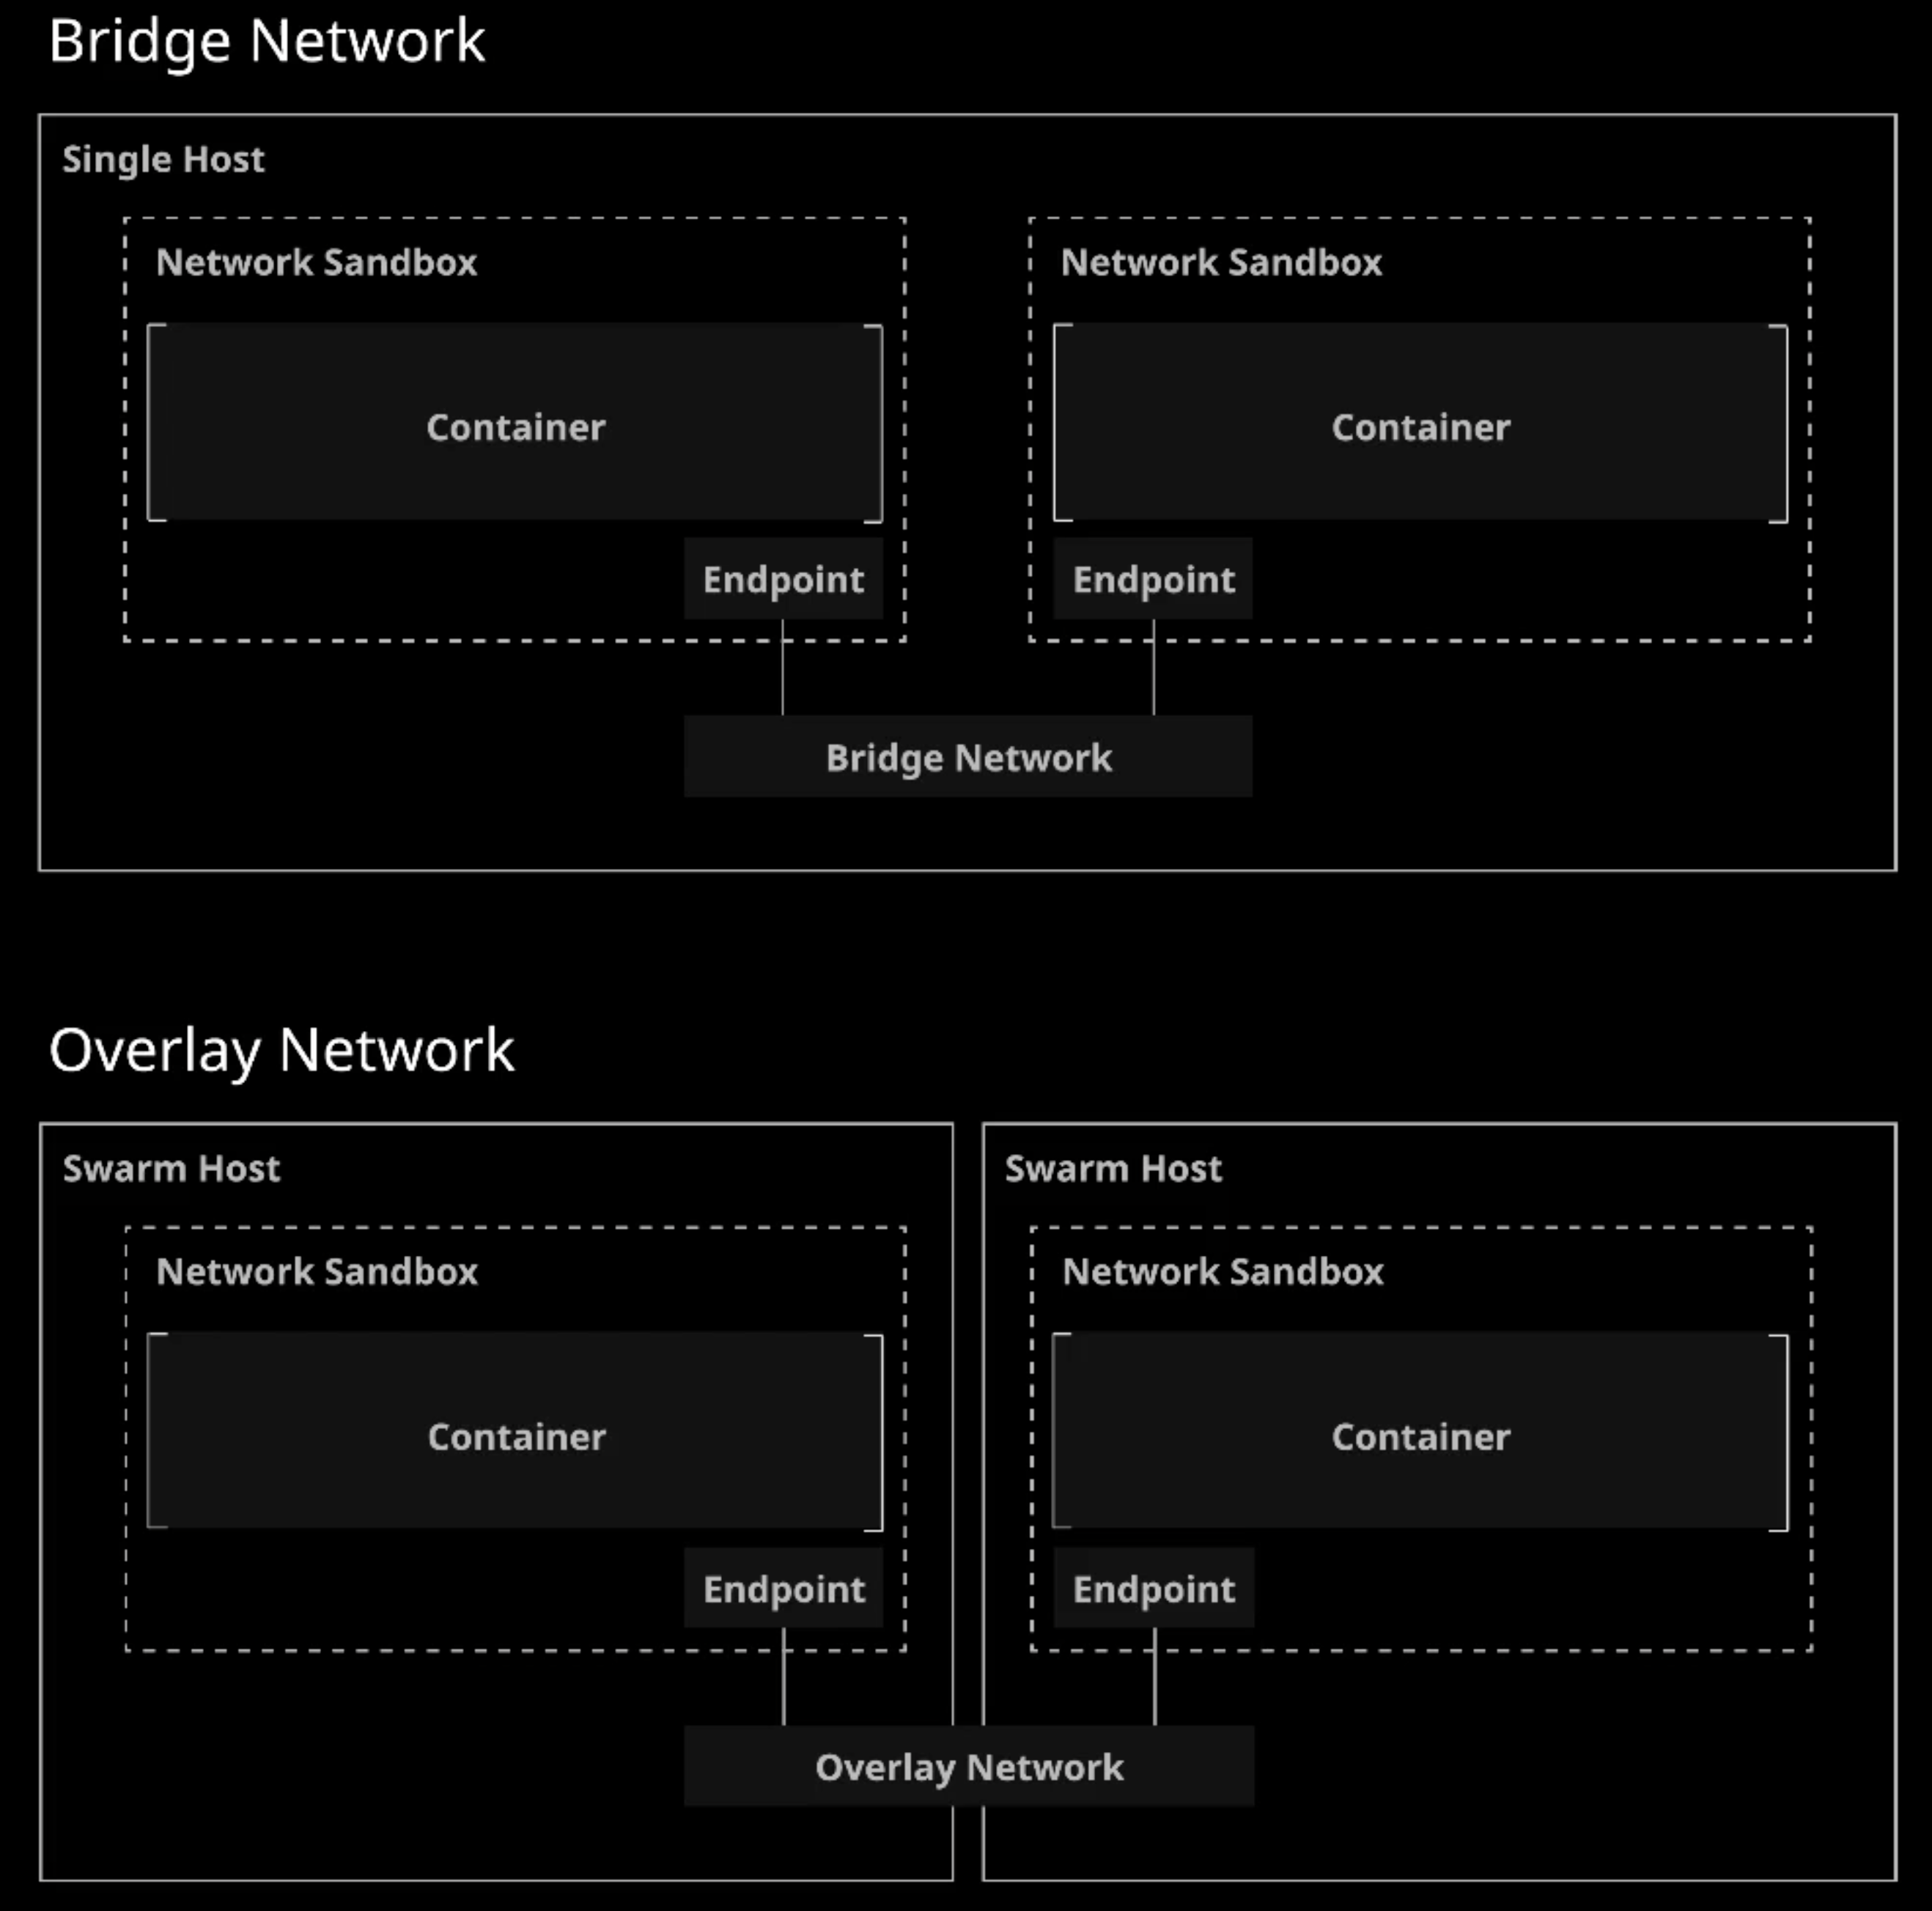 Bridge Network
Single Host
Network Sandbox
Network Sandbox
Container
Container
Endpoint
Endpoint
Bridge Network
Overlay Network
Swarm Host
Swarm Host
Network Sandbox
Network Sandbox
Container
Container
Endpoint
Endpoint
Overlay Network